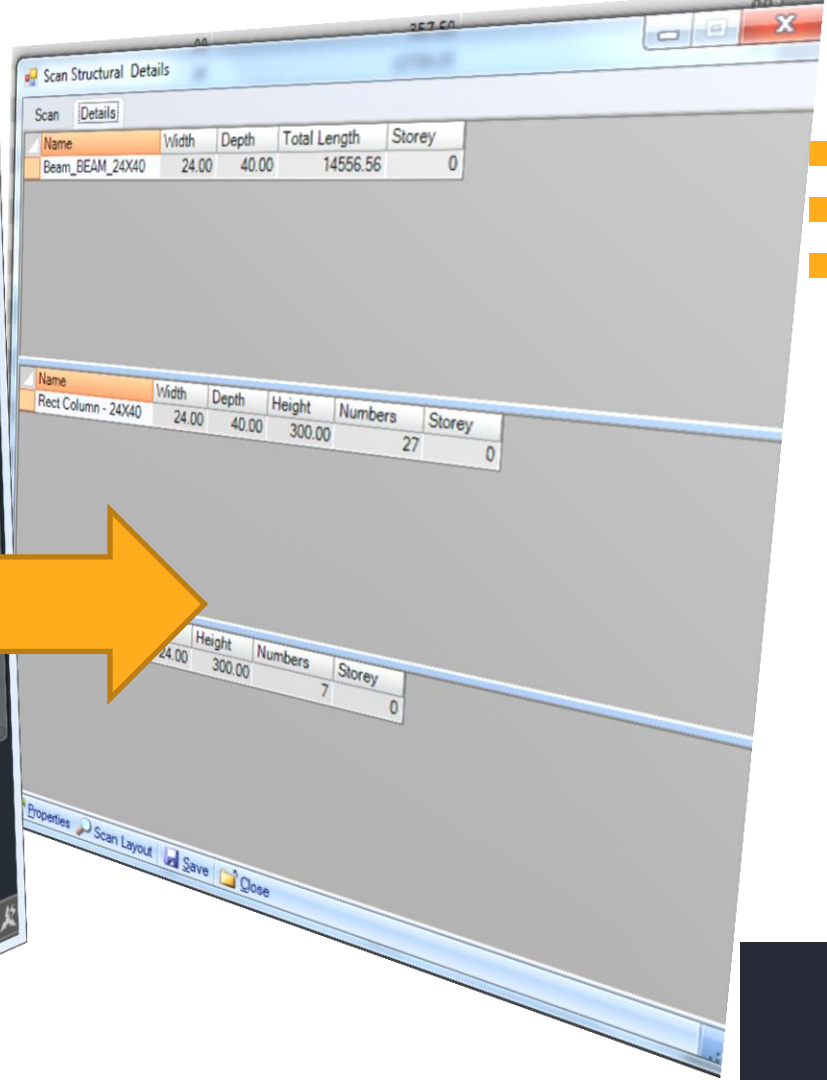 357.50
Scan Structural Details
Scan Details
Name Width Depth Total Length Storey
Beam_BEAM_24X40 24.00 40.00 14556.56 0
Name Width Depth Height Numbers Storey
Rect Column - 24X40 24.00 40.00 300.00 27 0
Height Numbers Storey
24.00 300.00 7 0
Properties Scan Layout Save Close